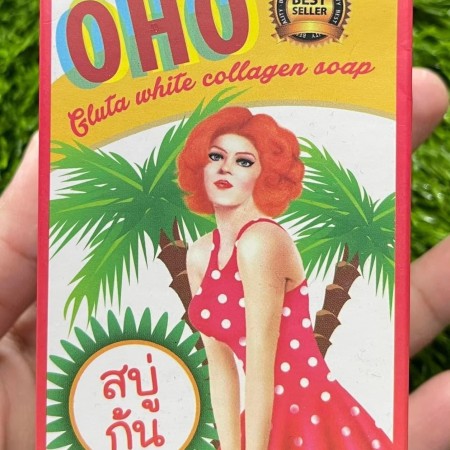 OHO
BEST
SELLER
Gluta white collagen soap
สบู่
ก้น